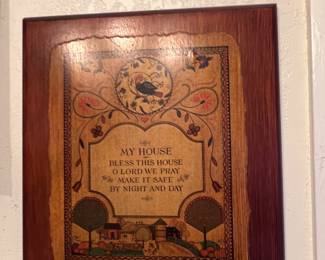 MY HOUSE
BLESS THIS HOUSE
O LORD WE PRAY
MAKE IT SAFE
BY NIGHT AND DAY